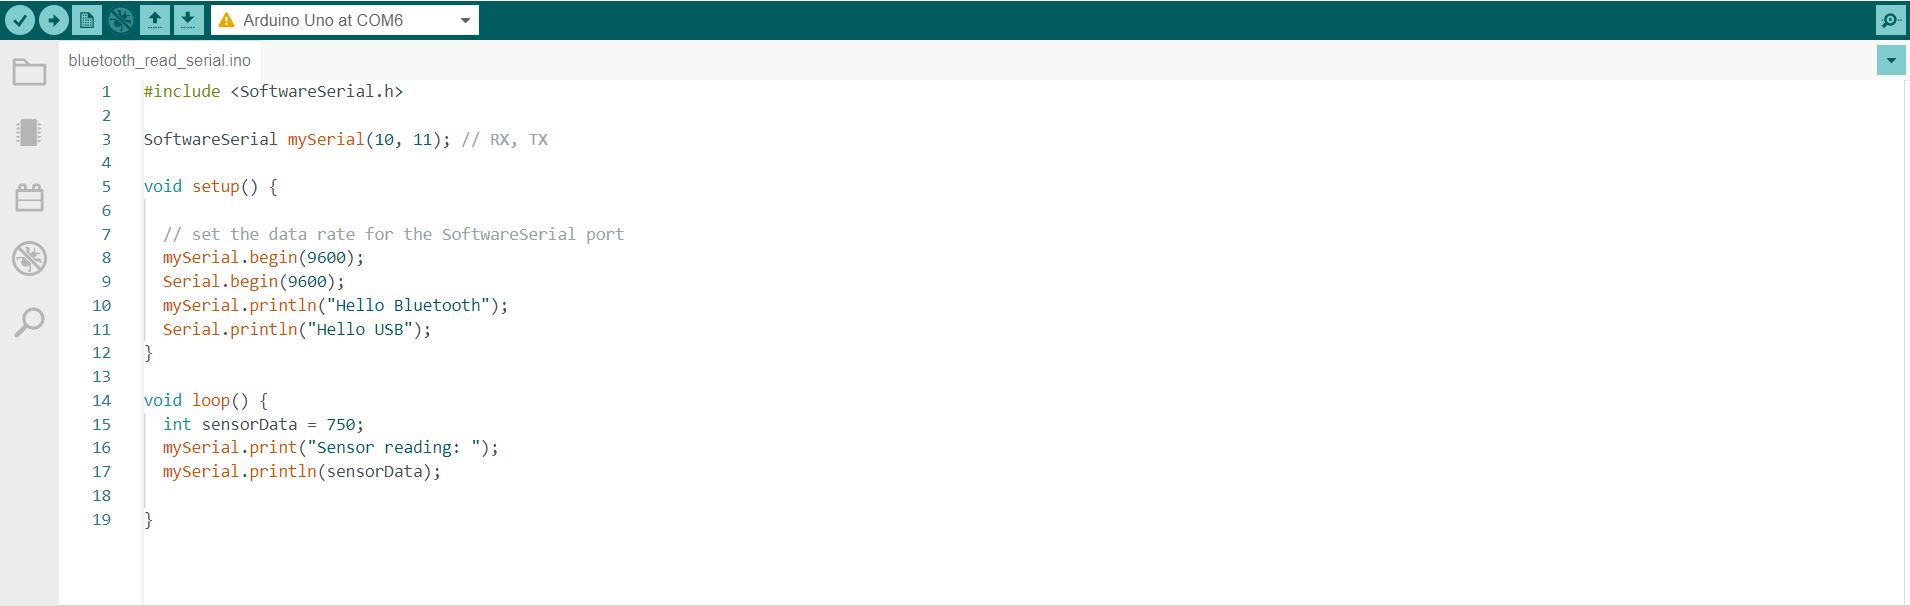 Arduino Uno at COM6
bluetooth_read_serial.ino
1 #include <SoftwareSerial.h>
2
3 SoftwareSerial mySerial(10, 11); // RX, TX
4
5 void setup() {
6
7 // set the data rate for the SoftwareSerial port
8 mySerial.begin(9600);
9 Serial.begin(9600);
10 mySerial.println("Hello Bluetooth");
11 Serial.println("Hello USB");
12 }
13
14 void loop() {
15 int sensorData = 750;
16 mySerial.print("Sensor reading: ");
17 mySerial.println(sensorData);
18
19 }